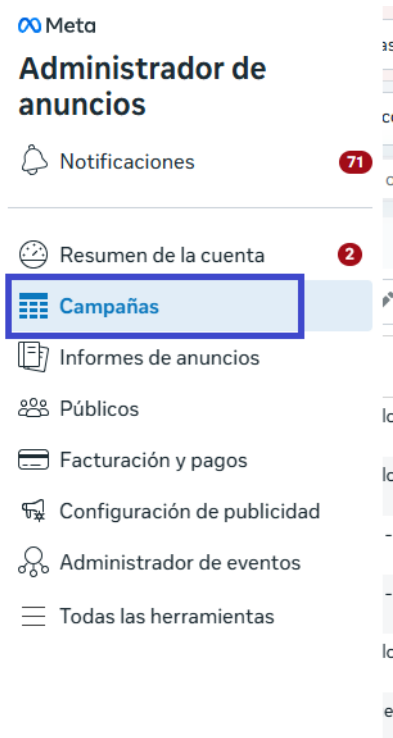 Meta
Administrador de
anuncios
Notificaciones
71
Resumen de la cuenta
2
Campañas
Informes de anuncios
Públicos
Facturación y pagos
Configuración de publicidad
Administrador de eventos
Todas las herramientas